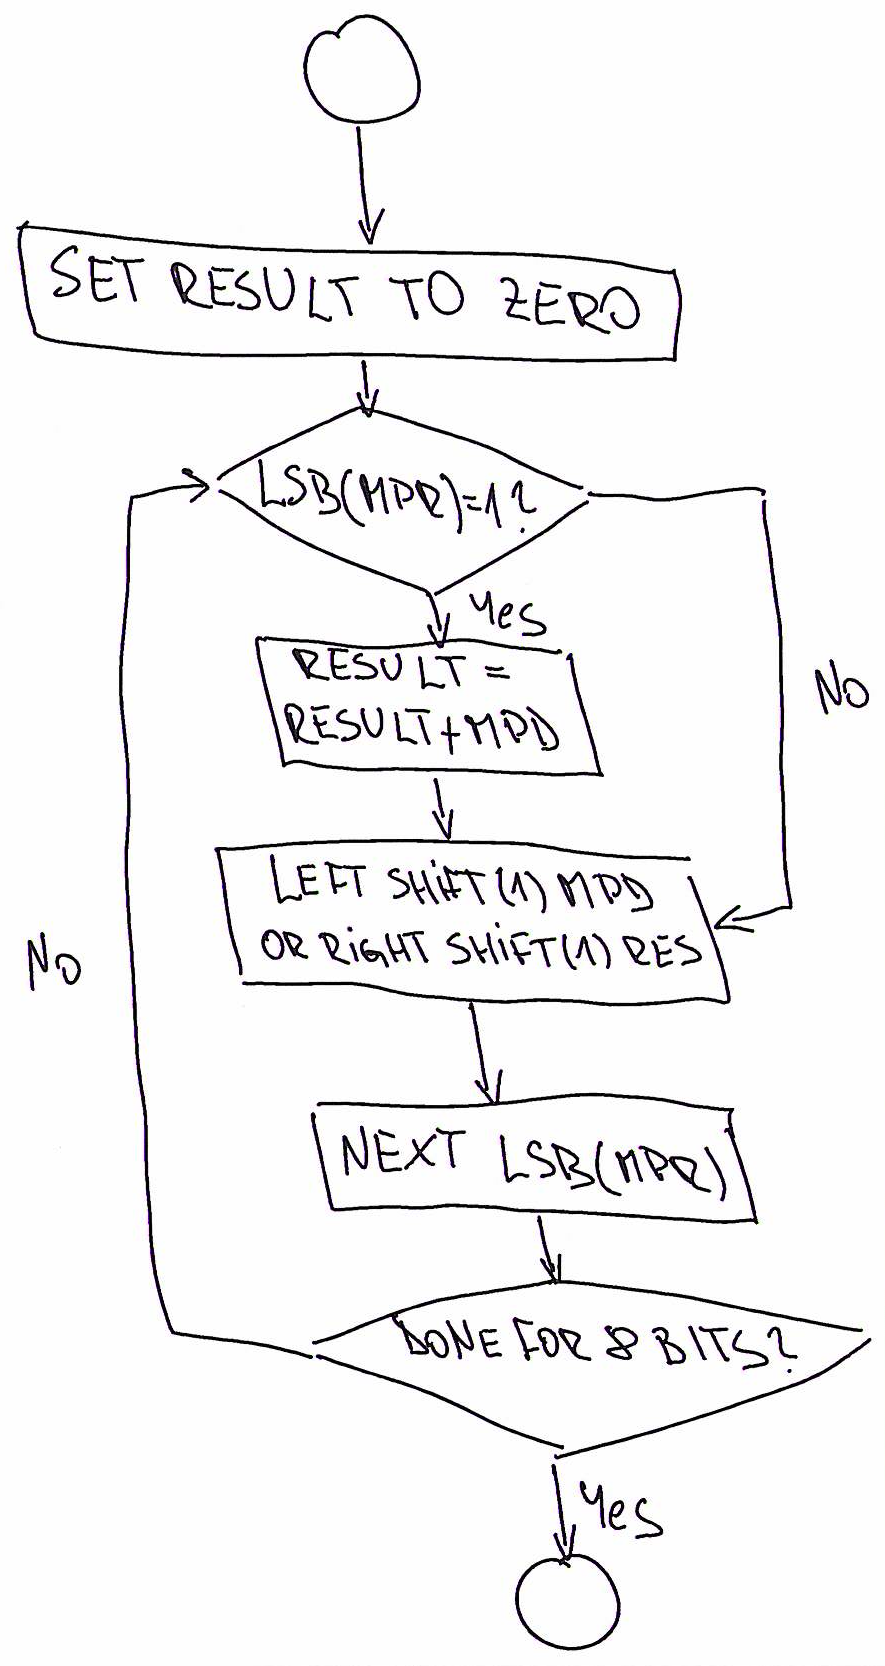 SET RESULT TO ZERO
LSB(MPR)=1?
Yes
RESULT =
RESULT+MPD
No
LEFT SHiFT(1) MPD
OR RiGHT SHiFT(1) RES
No
NEXT LSB(MPR)
DONE FOR 8 BITS?
Yes